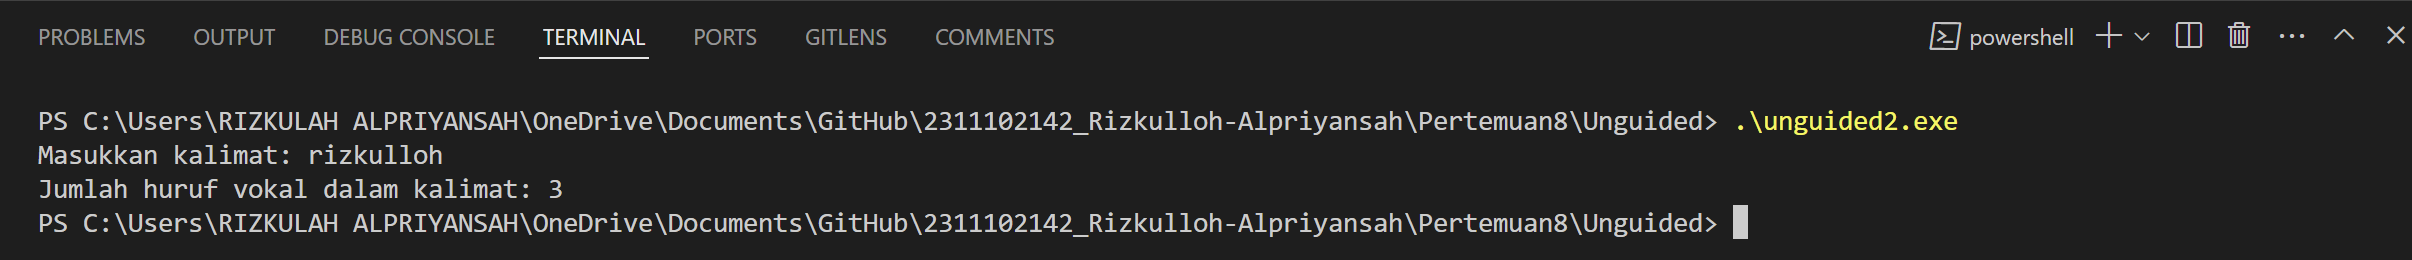 PROBLEMS OUTPUT DEBUG CONSOLE TERMINAL PORTS GITLENS COMMENTS powershell
PS C:\Users\RIZKULAH ALPRIYANSAH\OneDrive\Documents\GitHub\2311102142_Rizkulloh-Alpriyansah\Pertemuan8\Unguided> .\unguided2.exe
Masukkan kalimat: rizkulloh
Jumlah huruf vokal dalam kalimat: 3
PS C:\Users\RIZKULAH ALPRIYANSAH\OneDrive\Documents\GitHub\2311102142_Rizkulloh-Alpriyansah\Pertemuan8\Unguided>